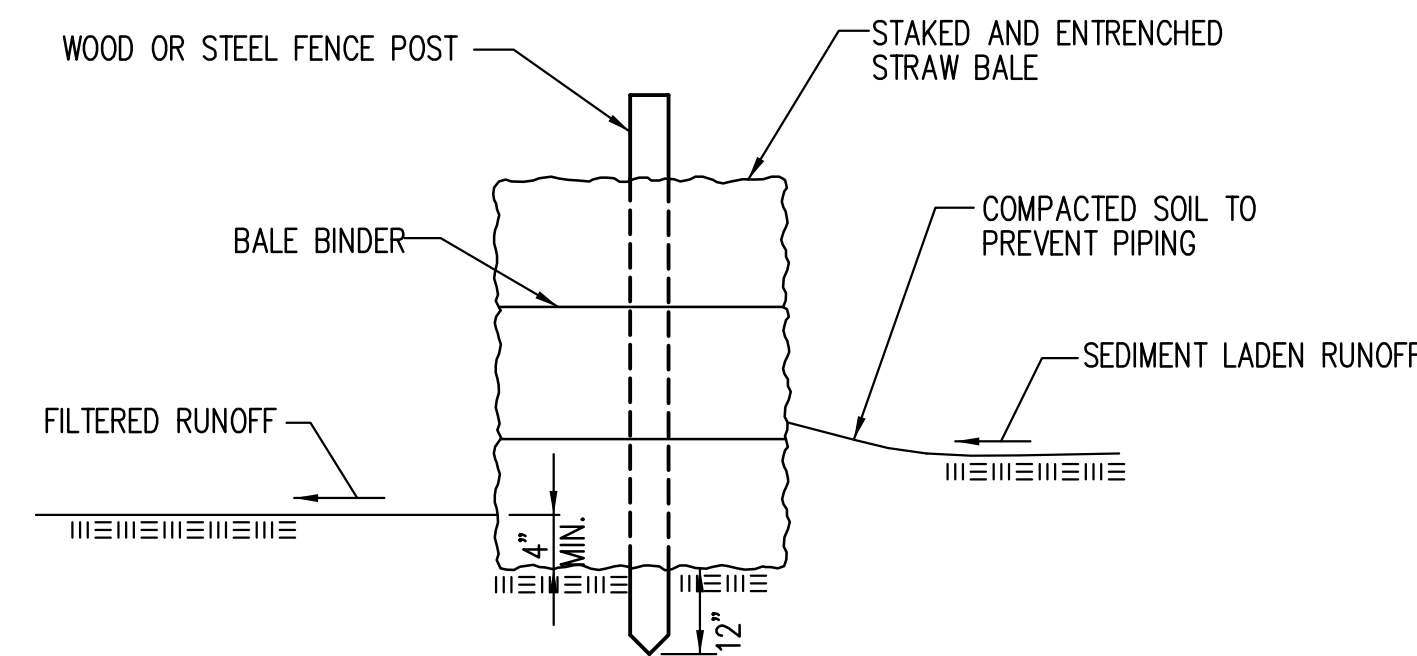 WOOD OR STEEL FENCE POST
STAKED AND ENTRENCHED
STRAW BALE
COMPACTED SOIL TO
PREVENT PIPING
BALE BINDER
SEDIMENT LADEN RUNOFF
FILTERED RUNOFF
4"
MIN.
12"